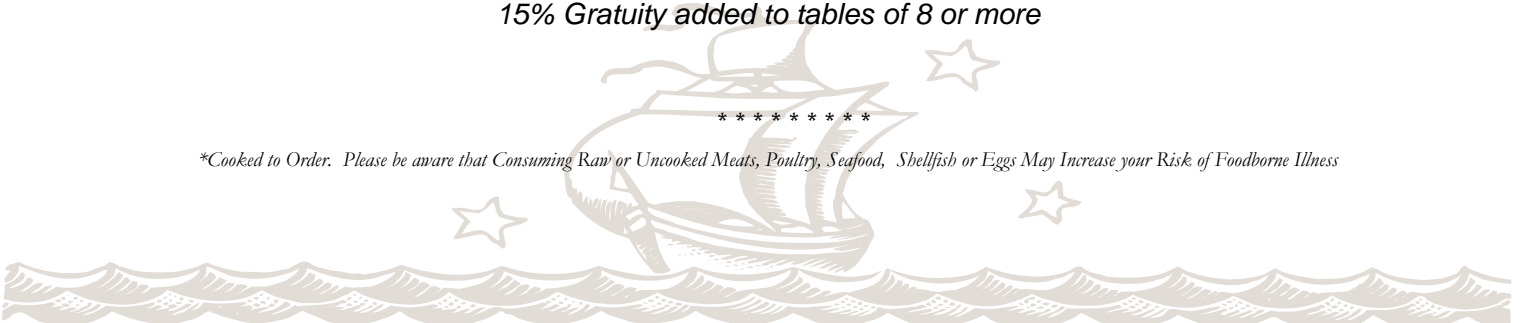 15% Gratuity added to tables of 8 or more
* * * * * * * * *
*Cooked to Order. Please be aware that Consuming Raw or Uncooked Meats, Poultry, Seafood, Shellfish or Eggs May Increase your Risk of Foodborne Illness